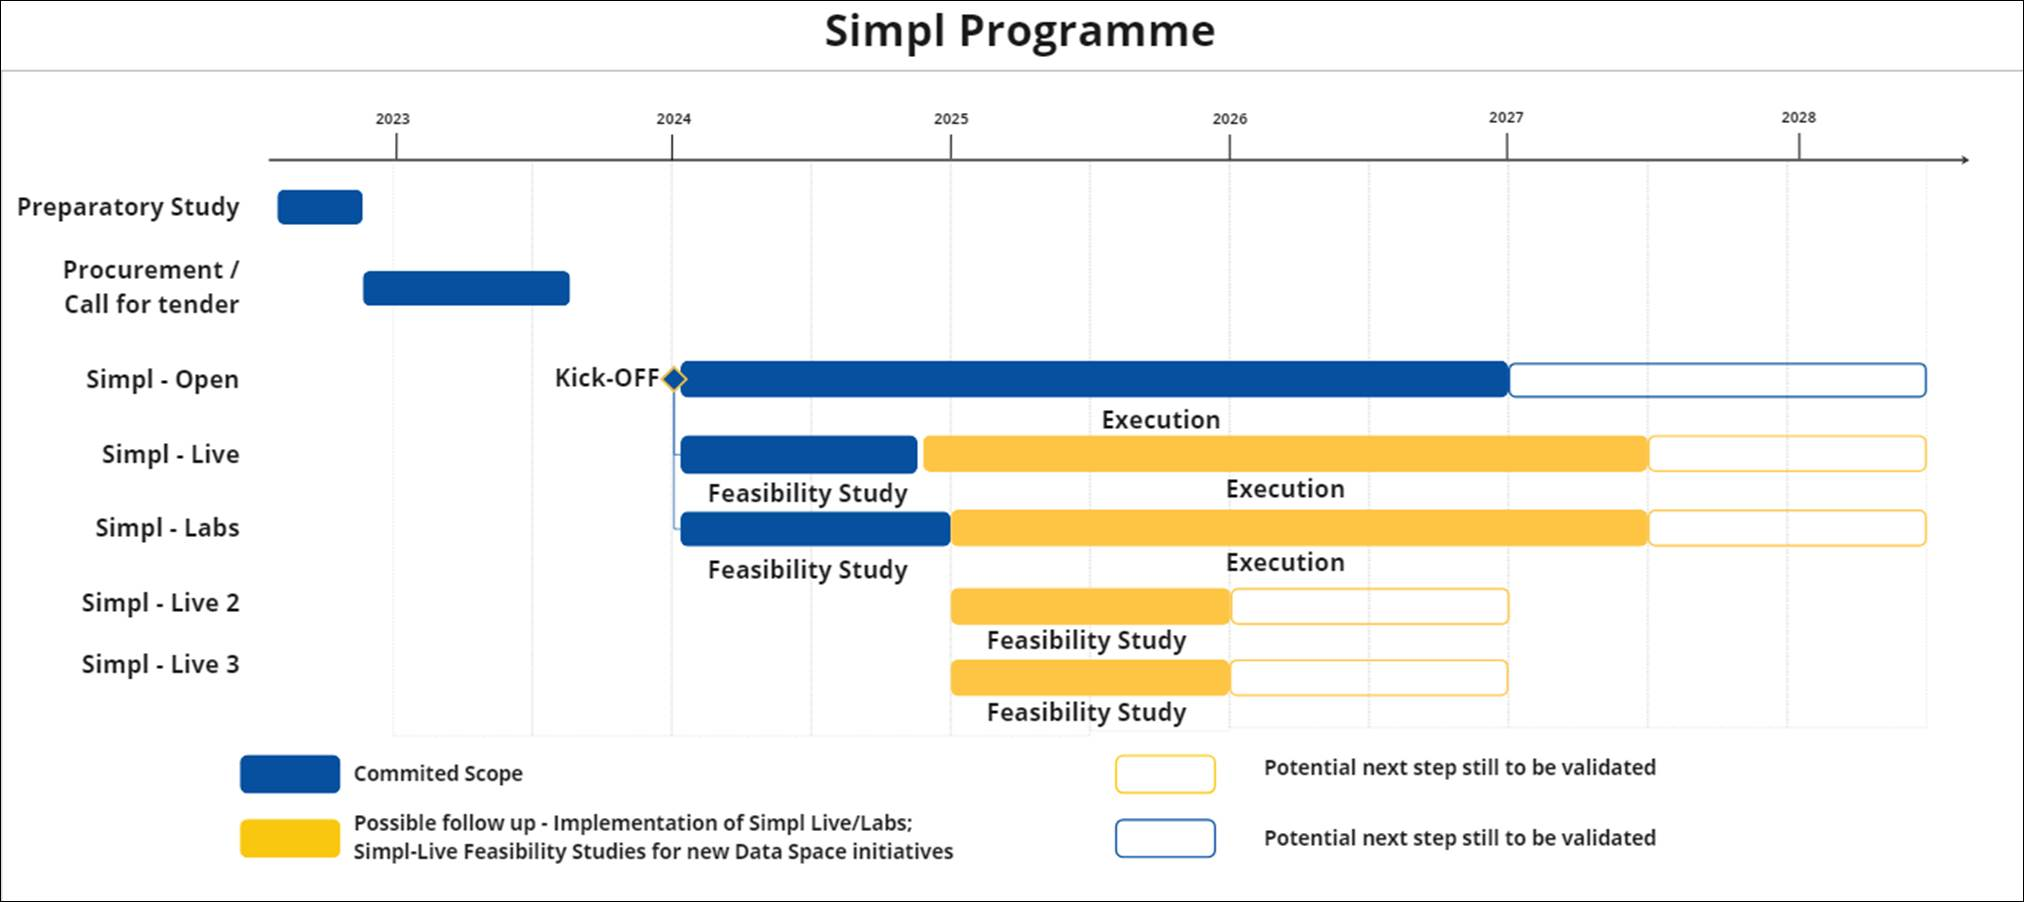 Simpl Programme
2023
2024
2025
2026
2027
2028
Preparatory Study
Procurement /
Call for tender
Simpl - Open
Kick-OFF
Execution
Simpl - Live
Feasibility Study
Execution
Simpl - Labs
Feasibility Study
Execution
Simpl - Live 2
Feasibility Study
Simpl - Live 3
Feasibility Study
Commited Scope
Possible follow up - Implementation of Simpl Live/Labs;
Simpl-Live Feasibility Studies for new Data Space initiatives
Potential next step still to be validated
Potential next step still to be validated